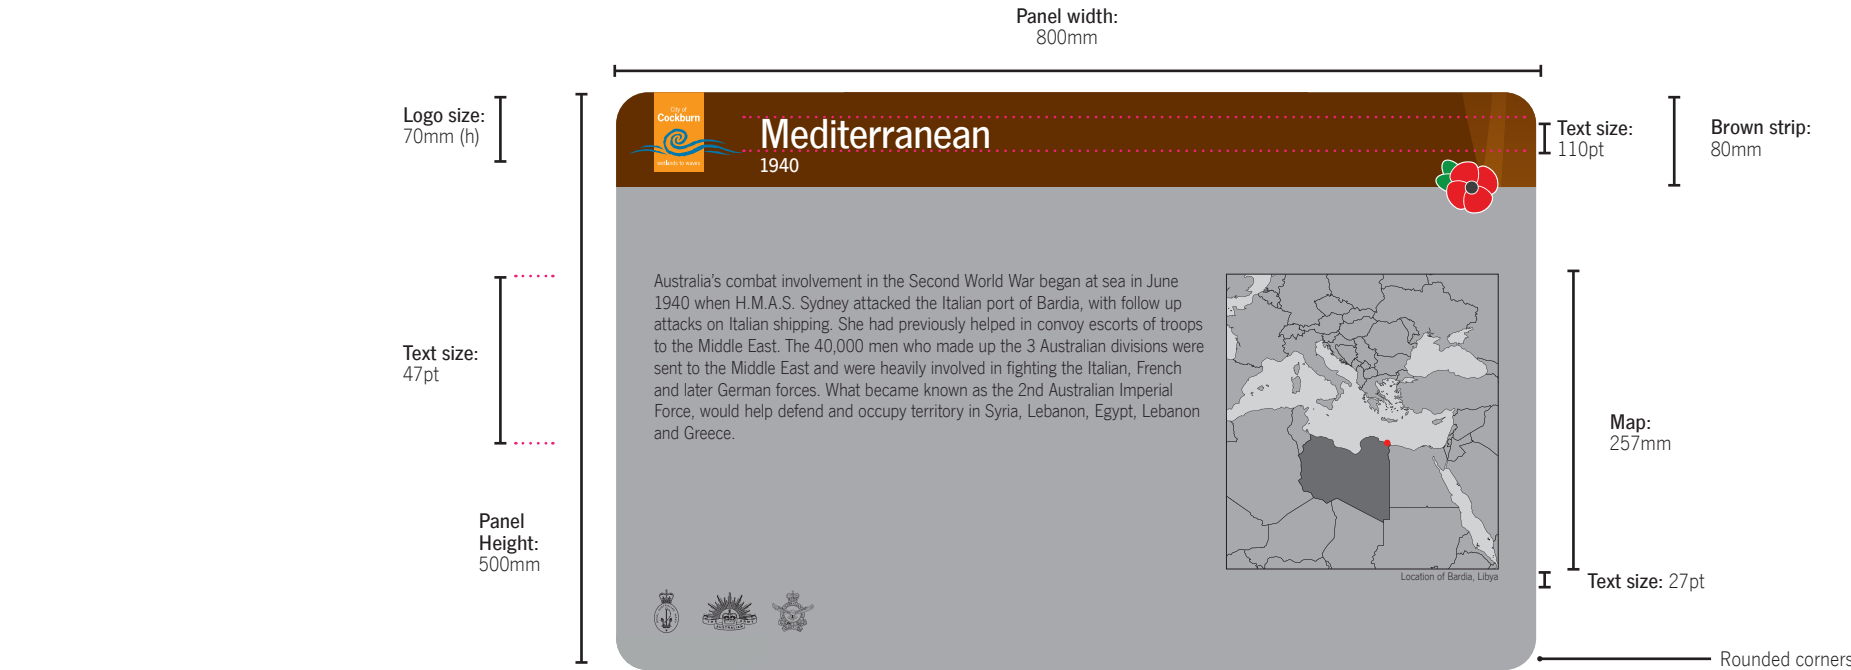 Panel width:
800mm
Logo size:
70mm (h)
City of
Cockburn
wetlands to waves
Mediterranean
1940
Text size:
110pt
Brown strip:
80mm
Australia's combat involvement in the Second World War began at sea in June
1940 when H.M.A.S. Sydney attacked the Italian port of Bardia, with follow up
attacks on Italian shipping. She had previously helped in convoy escorts of troops
to the Middle East. The 40,000 men who made up the 3 Australian divisions were
sent to the Middle East and were heavily involved in fighting the Italian, French
and later German forces. What became known as the 2nd Australian Imperial
Force, would help defend and occupy territory in Syria, Lebanon, Egypt, Lebanon
and Greece.
Text size:
47pt
Map:
257mm
Panel
Height:
500mm
Location of Bardia, Libya
Text size: 27pt
AUSTRALIAN
Rounded corners